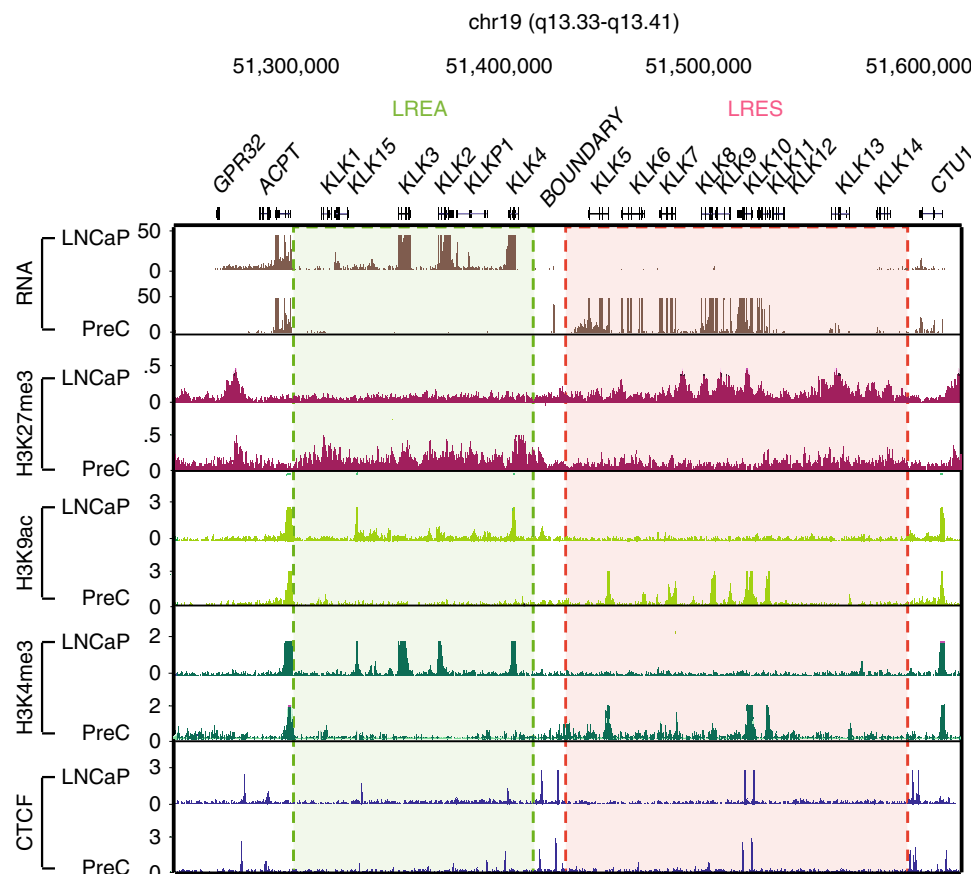 chr19 (q13.33-q13.41)
51,300,000 51,400,000 51,500,000 51,600,000
LREA LRES
GPR32 ACPT KLK1 KLK15 KLK3 KLK2 KLKP1 KLK4 BOUNDARY KLK5 KLK6 KLK7 KLK8 KLK9 KLK10 KLK11 KLK12 KLK13 KLK14 CTU1
RNA
LNCaP 50
0
50
PreC 0
H3K27me3
LNCaP .5
0
.5
PreC 0
H3K9ac
LNCaP 3
0
3
PreC 0
H3K4me3
LNCaP 2
0
2
PreC 0
CTCF
LNCaP 3
0
3
PreC 0